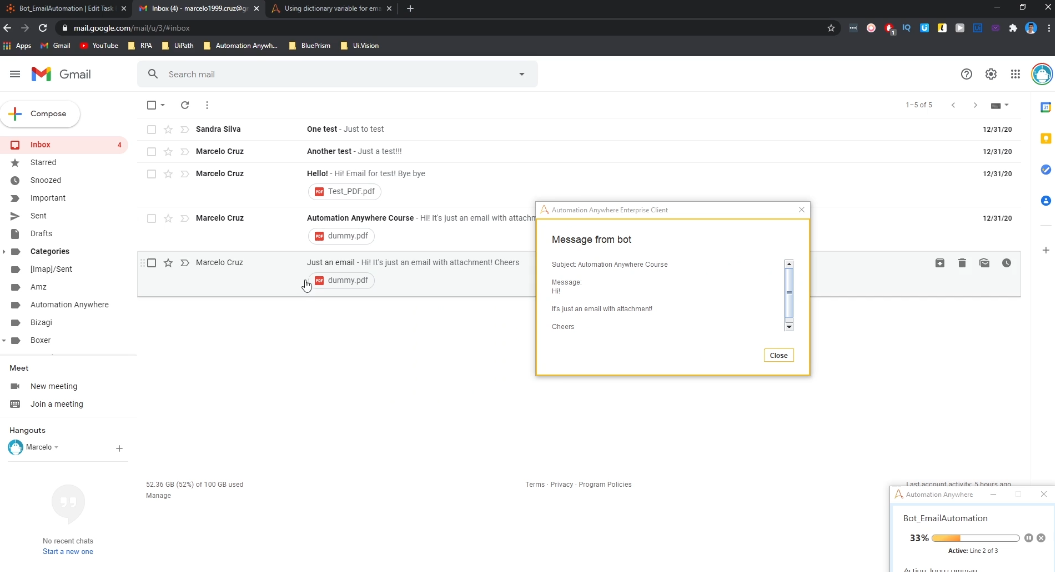 Bot_EmailAutomation | Edit Task
Inbox (4) - marcelo1999.cruz@g
Using dictionary variable for em
mail.google.com/mail/u/3/#inbox
Apps Gmail YouTube RPA UiPath Automation Anywh... BluePrism Ui.Vision
Gmail
Search mail
Compose
1–5 of 5
Inbox 4
Starred
Snoozed
Important
Sent
Drafts
Categories
[Imap]/Sent
Amz
Automation Anywhere
Bizagi
Boxer
Sandra Silva One test - Just to test 12/31/20
Marcelo Cruz Another test - Just a test!!! 12/31/20
Marcelo Cruz Hello! - Hi! Email for test! Bye bye 12/31/20
Test_PDF.pdf
Marcelo Cruz Automation Anywhere Course - Hi! It's just an email with attachm 12/31/20
dummy.pdf
Marcelo Cruz Just an email - Hi! It's just an email with attachment! Cheers
dummy.pdf
Automation Anywhere Enterprise Client
Message from bot
Subject: Automation Anywhere Course
Message
Hi!
It's just an email with attachment!
Cheers
Close
Meet
New meeting
Join a meeting
Hangouts
Marcelo
No recent chats
Start a new one
52.36 GB (52%) of 100 GB used
Manage
Terms · Privacy · Program Policies
Last account activity: 5 hours ago
Automation Anywhere
Bot_EmailAutomation
33%
Active: Line 2 of 3